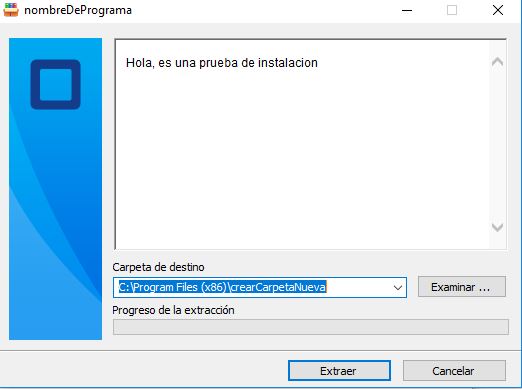 nombreDePrograma
Hola, es una prueba de instalacion
Carpeta de destino
C:\Program Files (x86)\crearCarpetaNueva
Examinar ...
Progreso de la extracción
Extraer
Cancelar